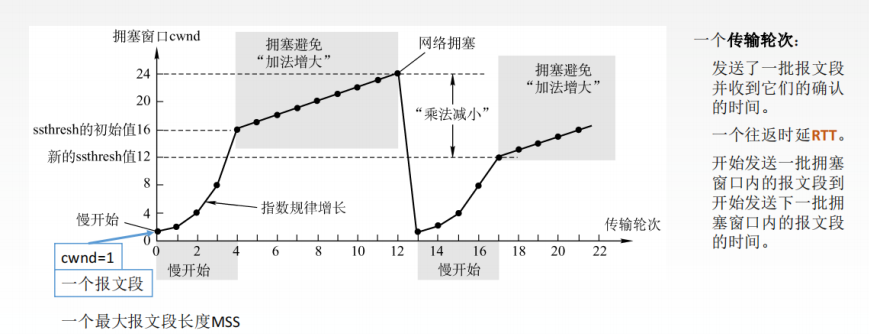 拥塞窗口cwnd
拥塞避免
“加法增大”
网络拥塞
24
20
ssthresh的初始值16
新的ssthresh值12
8
4
0
“乘法减小”
拥塞避免
“加法增大”
指数规律增长
慢开始
传输轮次
0 2 4 6 8 10 12 14 16 18 20 22
慢开始
慢开始
cwnd=1
一个报文段
一个最大报文段长度MSS
一个传输轮次：
发送了一批报文段
并收到它们的确认
的时间。
一个往返时延RTT。
开始发送一批拥塞
窗口内的报文段到
开始发送下一批拥
塞窗口内的报文段
的时间。